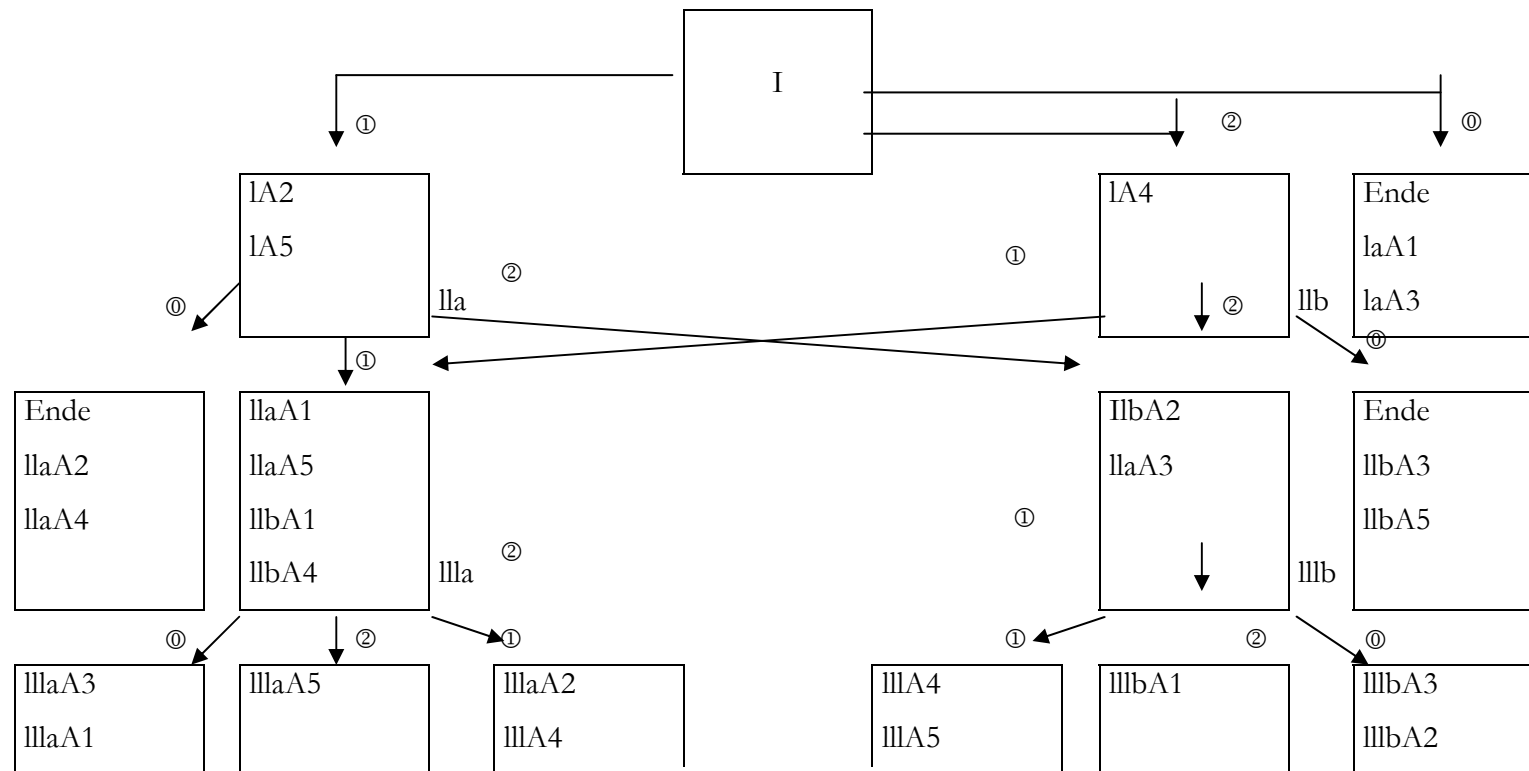 I
①
②
⓪
lA2
lA5
lA4
Ende
laA1
laA3
⓪
②
lla
①
②
llb
⓪
①
Ende
llaA2
llaA4
llaA1
llaA5
llbA1
llbA4
IlbA2
llaA3
Ende
llbA3
llbA5
②
llla
①
lllb
⓪
②
①
①
②
⓪
lllaA3
lllaA1
lllaA5
lllaA2
lllA4
lllA4
lllA5
lllbA1
lllbA3
lllbA2